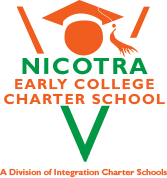 NICOTRA
EARLY COLLEGE
CHARTER SCHOOL
A Division of Integration Charter Schools